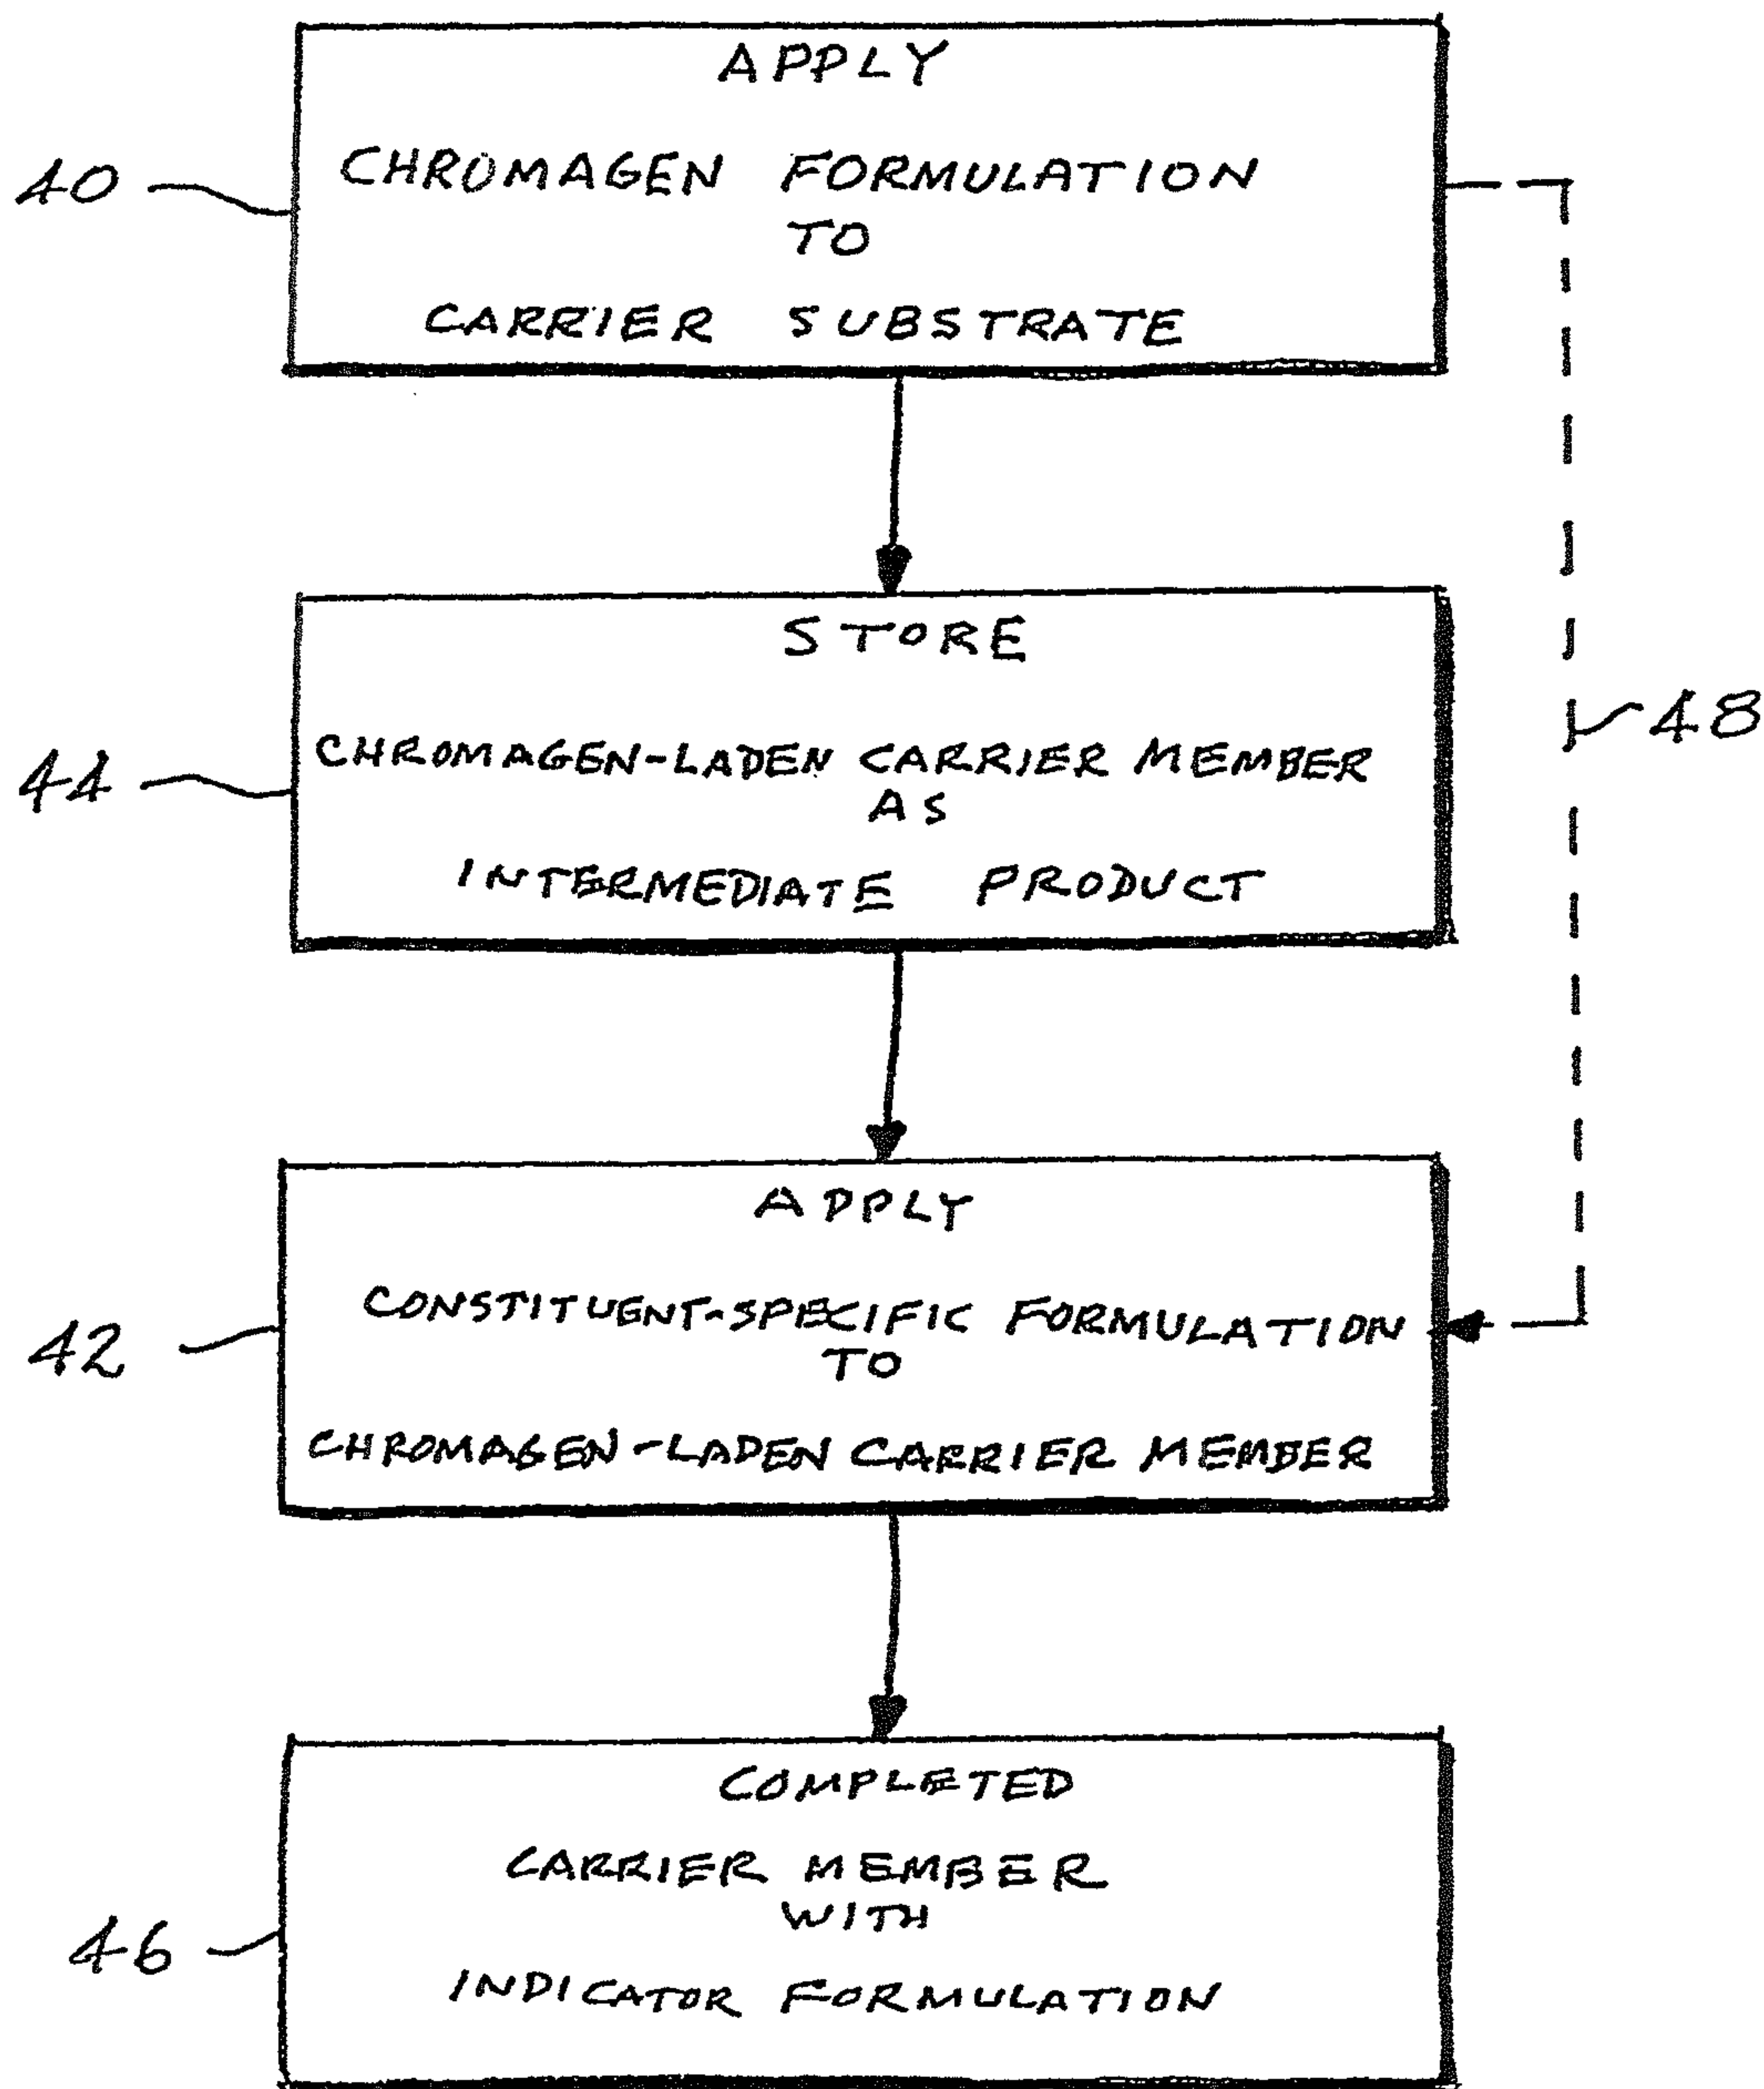 APPLY
40
CHROMAGEN FORMULATION
TO
CARRIER SUBSTRATE
STORE
48
44
CHROMAGEN-LADEN CARRIER MEMBER
AS
INTERMEDIATE PRODUCT
APPLY
CONSTITUENT-SPECIFIC FORMULATION
42
TO
CHROMAGEN-LADEN CARRIER MEMBER
COMPLETED
CARRIER MEMBER
WITH
46
INDICATOR FORMULATION